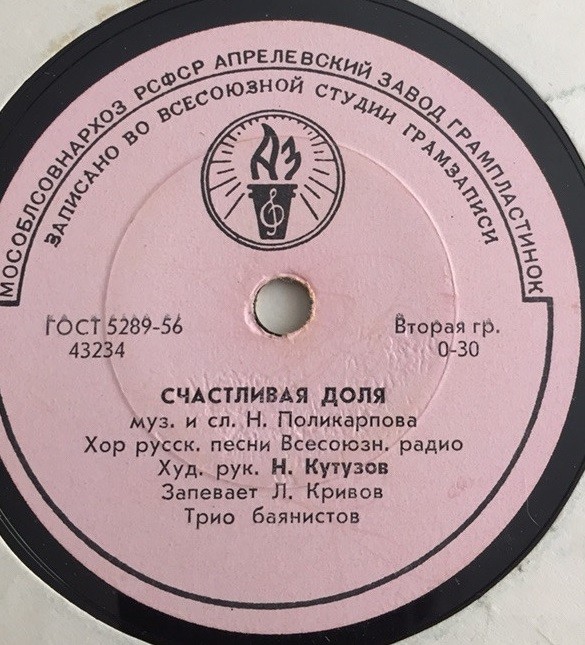 МОСОБЛСОВНАРХОЗ РСФСР АПРЕЛЕВСКИЙ ЗАВОД ГРАМПЛАСТИНОК
ЗАПИСАНО ВО ВСЕСОЮЗНОЙ СТУДИИ ГРАМЗАПИСИ
АЗ
ГОСТ 5289-56
43234
Вторая гр.
0-30
СЧАСТЛИВАЯ ДОЛЯ
муз. и сл. Н. Поликарпова
Хор русск. песни Всесоюзн. радио
Худ. рук. Н. Кутузов
Запевает Л. Кривов
Трио баянистов